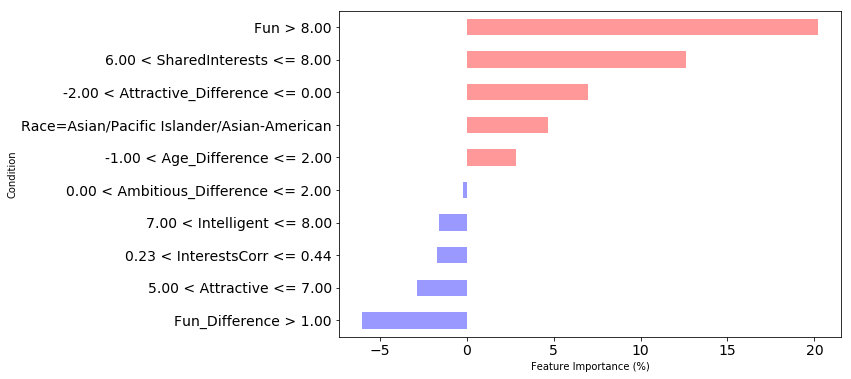 Fun > 8.00
6.00 < SharedInterests <= 8.00
-2.00 < Attractive_Difference <= 0.00
Race=Asian/Pacific Islander/Asian-American
-1.00 < Age_Difference <= 2.00
0.00 < Ambitious_Difference <= 2.00
7.00 < Intelligent <= 8.00
0.23 < InterestsCorr <= 0.44
5.00 < Attractive <= 7.00
Fun_Difference > 1.00
Condition
−5 0 5 10 15 20
Feature Importance (%)